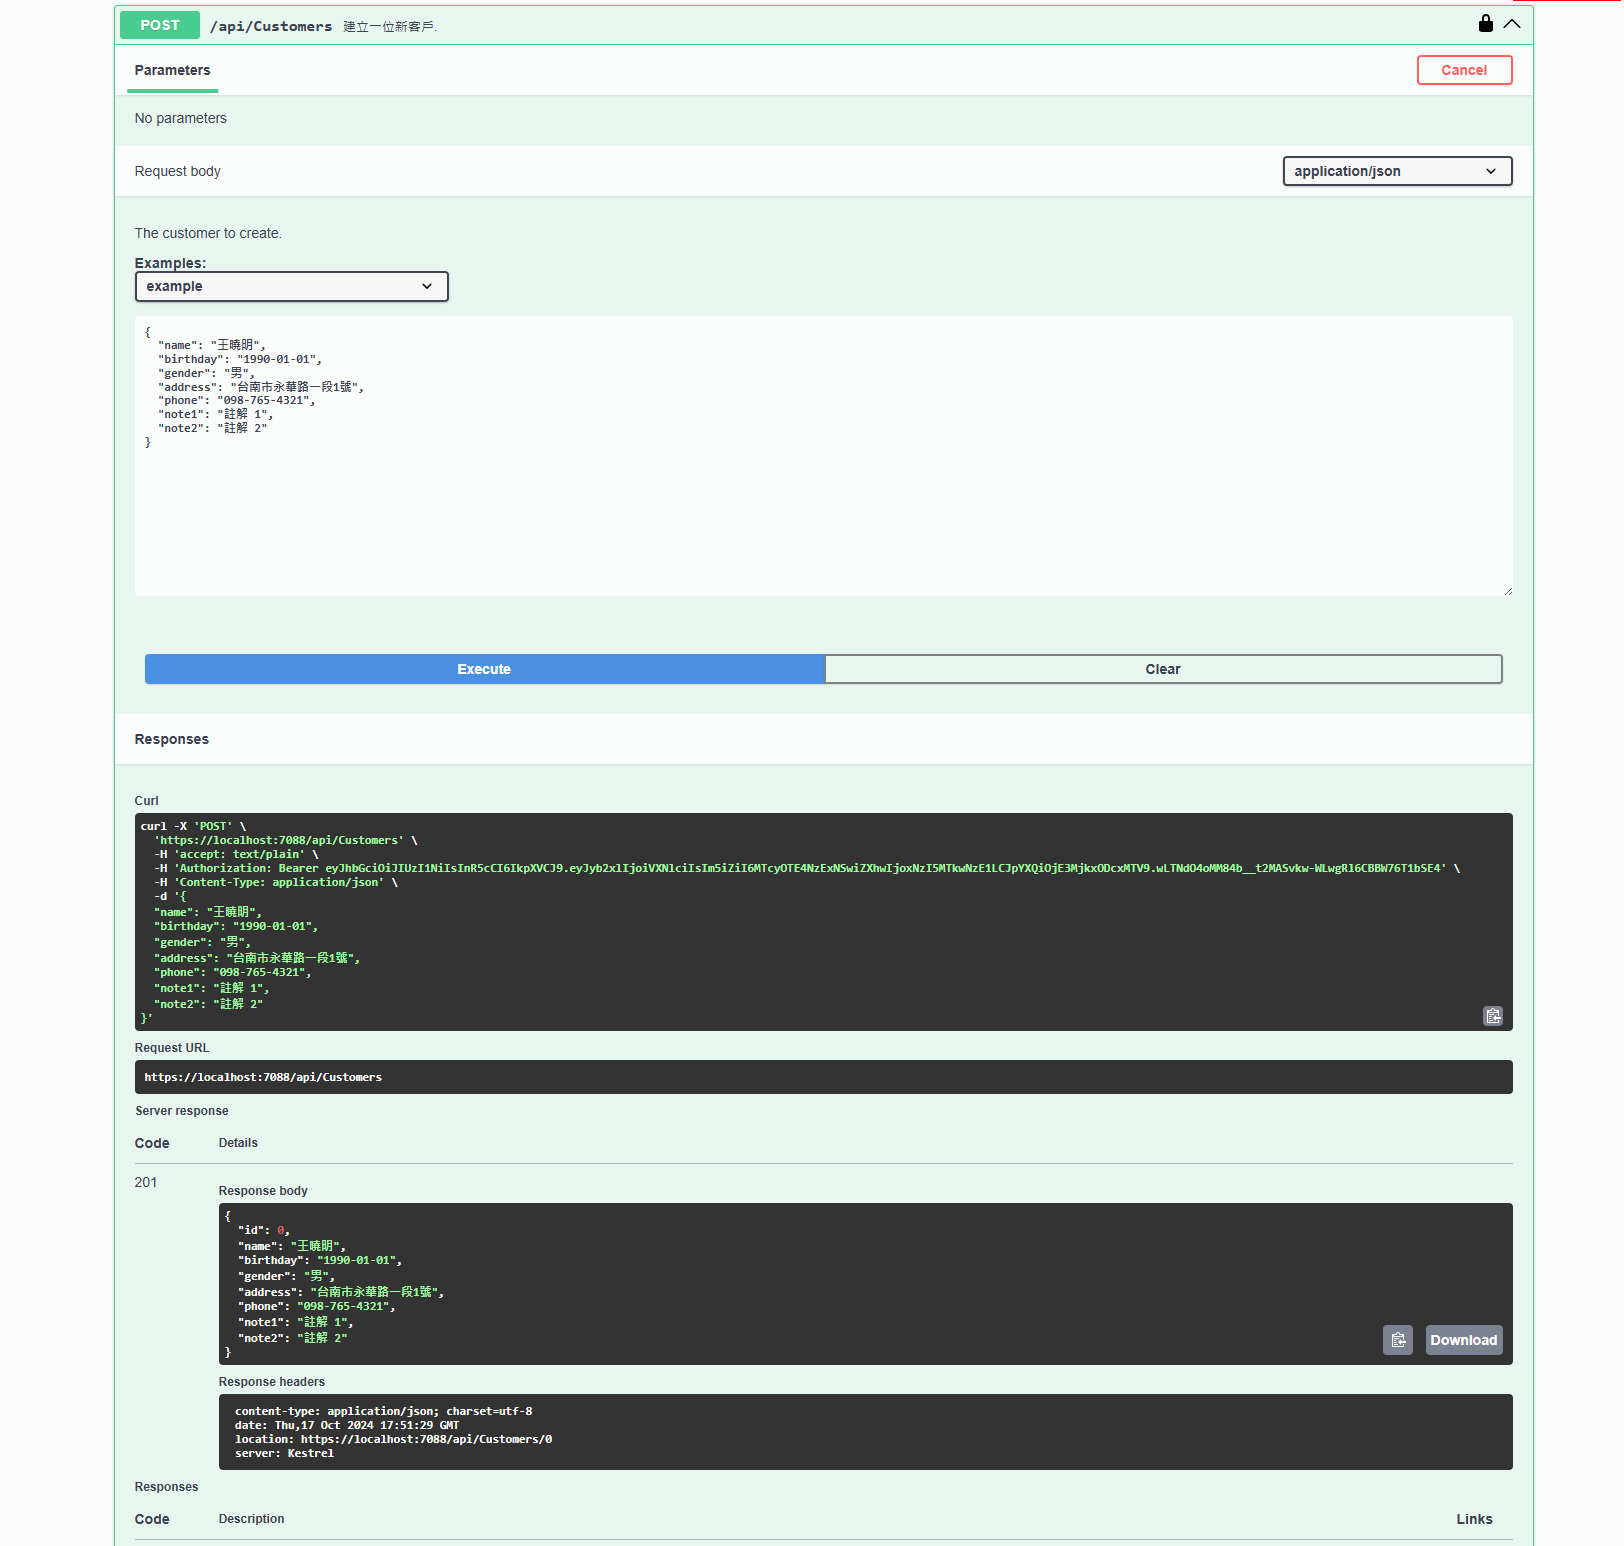 POST /api/Customers 建立一位新客戶.
Parameters
Cancel
No parameters
Request body
application/json
The customer to create.
Examples:
example
{
  "name": "王曉明",
  "birthday": "1990-01-01",
  "gender": "男",
  "address": "台南市永華路一段1號",
  "phone": "098-765-4321",
  "note1": "註解 1",
  "note2": "註解 2"
}
Execute
Clear
Responses
Curl
curl -X 'POST' \
  'https://localhost:7088/api/Customers' \
  -H 'accept: text/plain' \
  -H 'Authorization: Bearer eyJhbGciOiJIUzI1NiIsInR5cCI6IkpXVCJ9.eyJyb2xlIjoiVXNlciIsIm5iZiI6MTcyOTE4NzExNSwiZXhwIjoxNzI5MTkwNzE1LCJpYXQiOjE3MjkxODcxMTV9.wLTNdO4oMM84b__t2MASvkw-WLwgRl6CBBW76T1bSE4' \
  -H 'Content-Type: application/json' \
  -d '{
  "name": "王曉明",
  "birthday": "1990-01-01",
  "gender": "男",
  "address": "台南市永華路一段1號",
  "phone": "098-765-4321",
  "note1": "註解 1",
  "note2": "註解 2"
}'
Request URL
https://localhost:7088/api/Customers
Server response
Code Details
201
Response body
{
  "id": 0,
  "name": "王曉明",
  "birthday": "1990-01-01",
  "gender": "男",
  "address": "台南市永華路一段1號",
  "phone": "098-765-4321",
  "note1": "註解 1",
  "note2": "註解 2"
}
Download
Response headers
content-type: application/json; charset=utf-8
date: Thu,17 Oct 2024 17:51:29 GMT
location: https://localhost:7088/api/Customers/0
server: Kestrel
Responses
Code Description Links